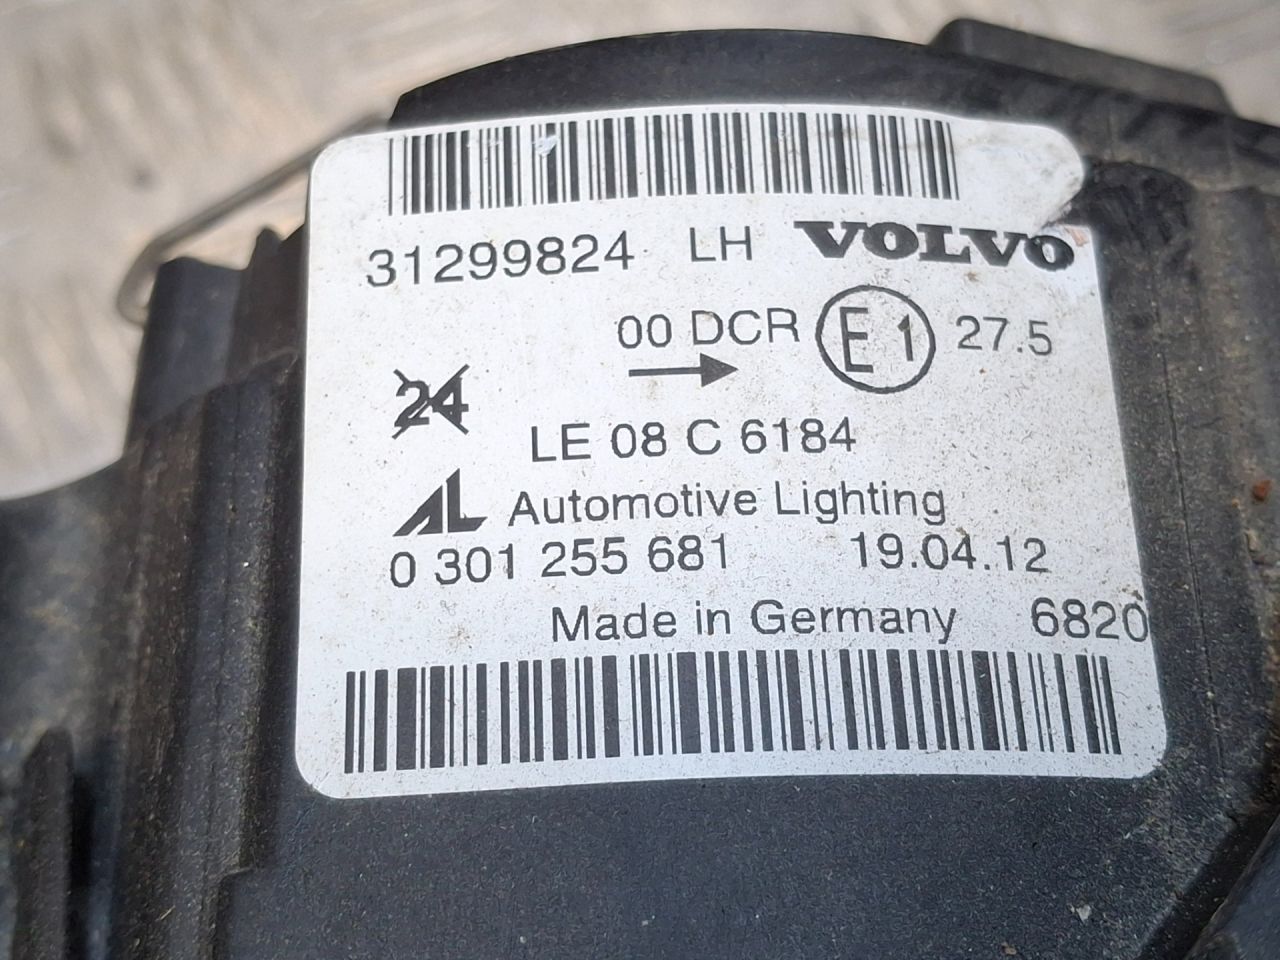 31299824 LH VOLVO
00 DCR E1 27.5
24
LE 08 C 6184
AL Automotive Lighting
0 301 255 681 19.04.12
Made in Germany 6820